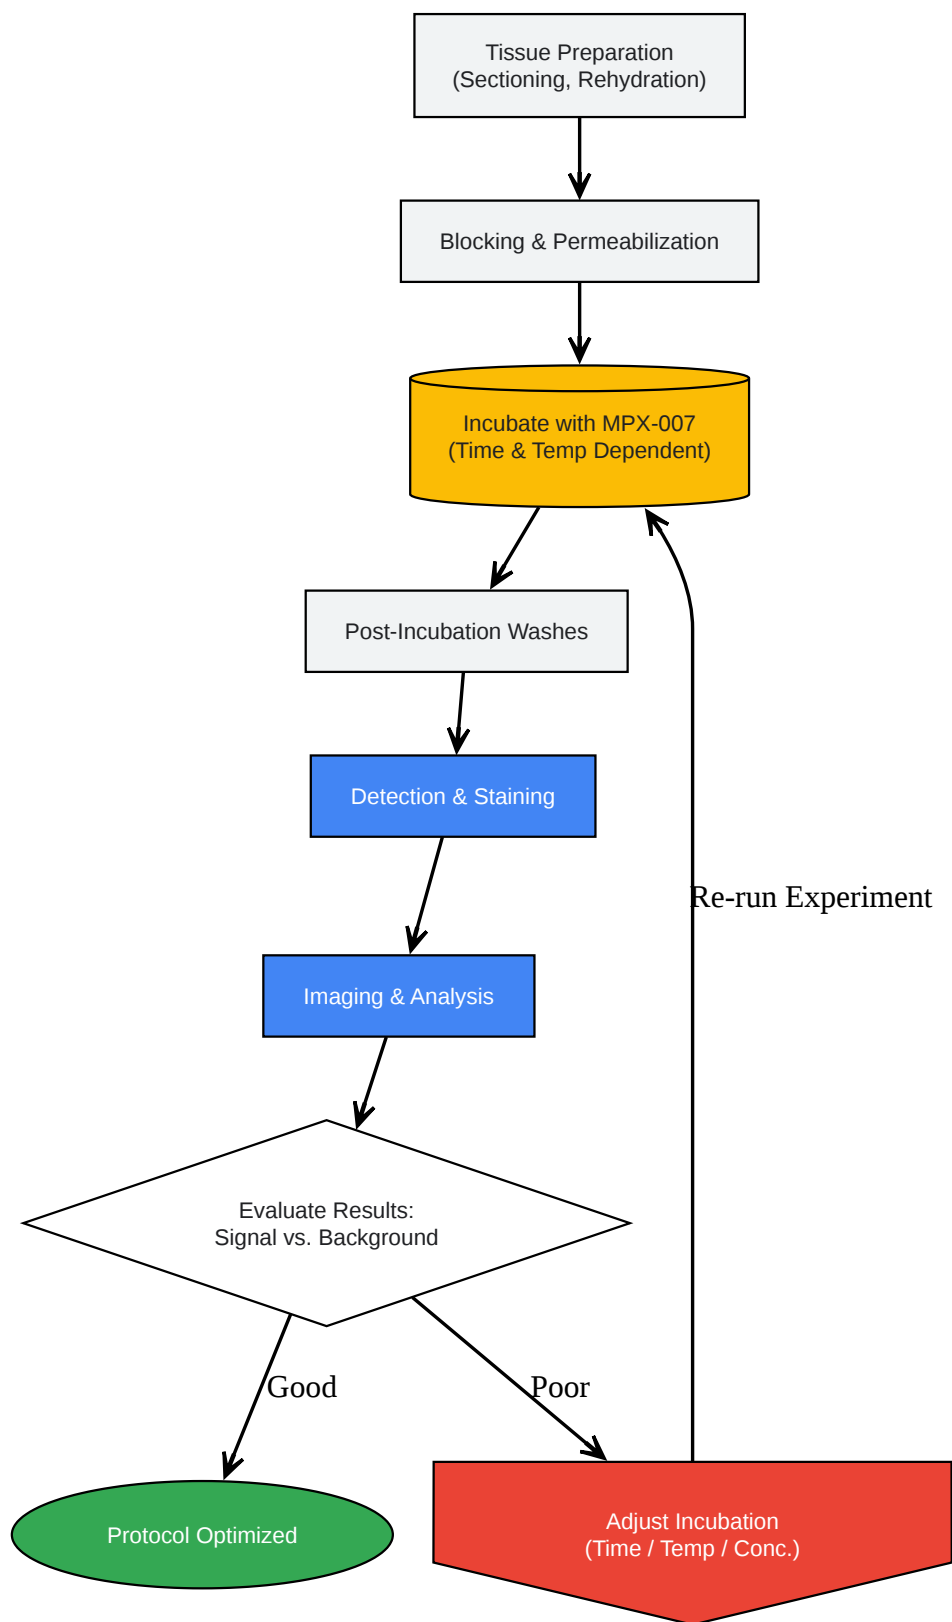 Tissue Preparation
(Sectioning, Rehydration)
Blocking & Permeabilization
Incubate with MPX-007
(Time & Temp Dependent)
Post-Incubation Washes
Detection & Staining
Re-run Experiment
Imaging & Analysis
Evaluate Results:
Signal vs. Background
Good
Poor
Protocol Optimized
Adjust Incubation
(Time / Temp / Conc.)